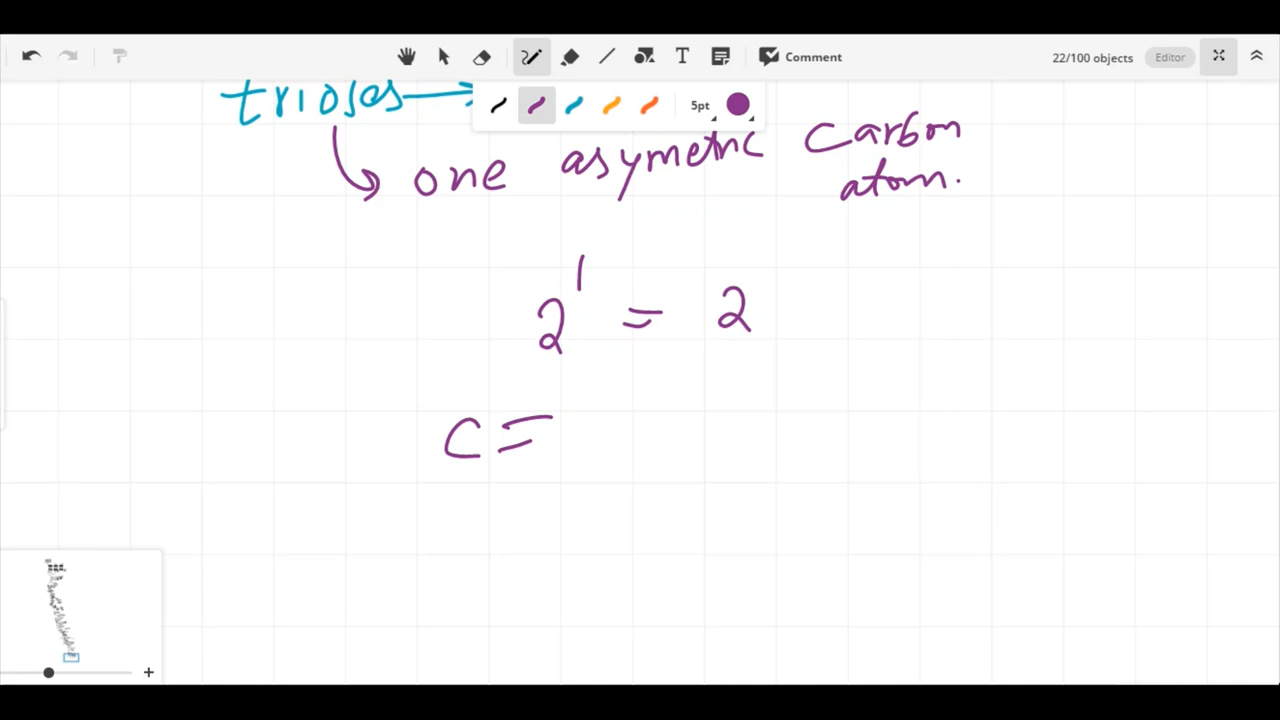 Comment
22/100 objects
Editor
trioses
5pt
one asymetric Carbon
atom.
2¹ = 2
C=